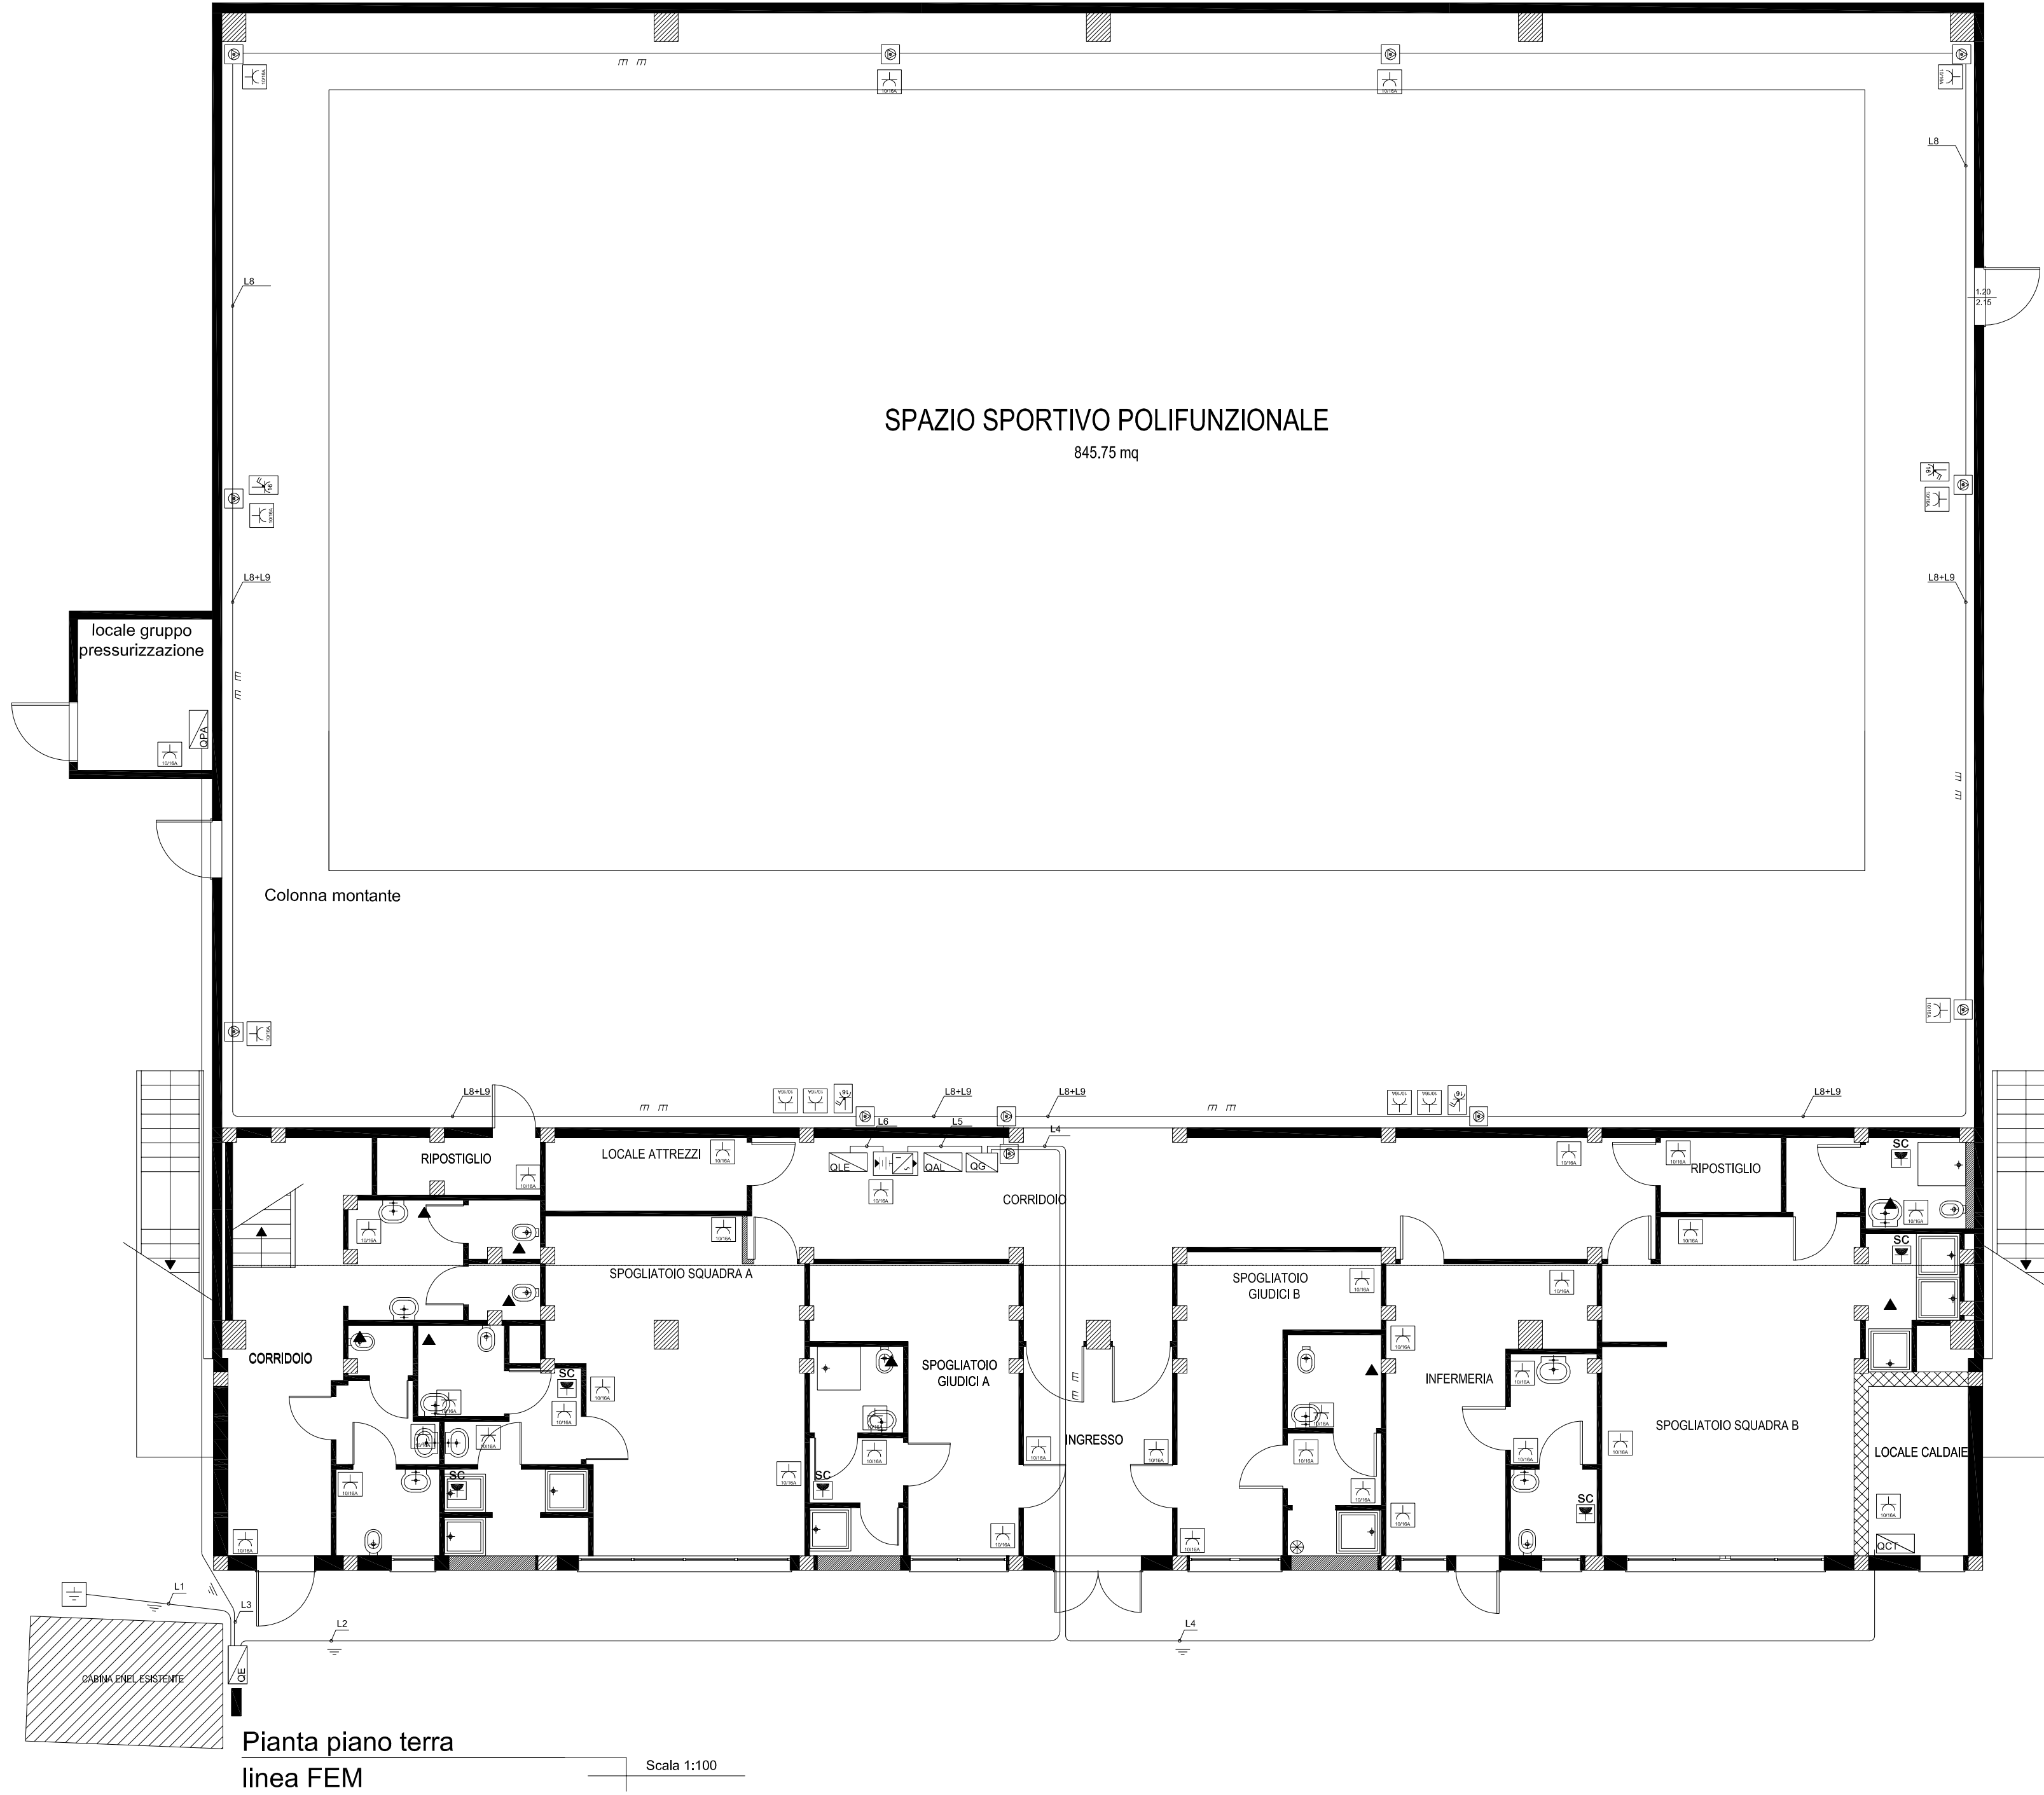 L8
SPAZIO SPORTIVO POLIFUNZIONALE
845.75 mq
1.20
2.15
L8
L8+L9
L8+L9
locale gruppo
pressurizzazione
QPA
10/16A
Colonna montante
L8+L9
L8+L9
L8+L9
L8+L9
L6
L5
L4
RIPOSTIGLIO
LOCALE ATTREZZI
QLE
QAL
QG
CORRIDOIO
RIPOSTIGLIO
SC
SC
SPOGLIATOIO SQUADRA A
SPOGLIATOIO
GIUDICI B
CORRIDOIO
SPOGLIATOIO
GIUDICI A
SC
INFERMERIA
SPOGLIATOIO SQUADRA B
INGRESSO
LOCALE CALDAIE
SC
SC
SC
QCT
L1
L3
L2
L4
QE
CABINA ENEL ESISTENTE
Pianta piano terra
linea FEM
Scala 1:100